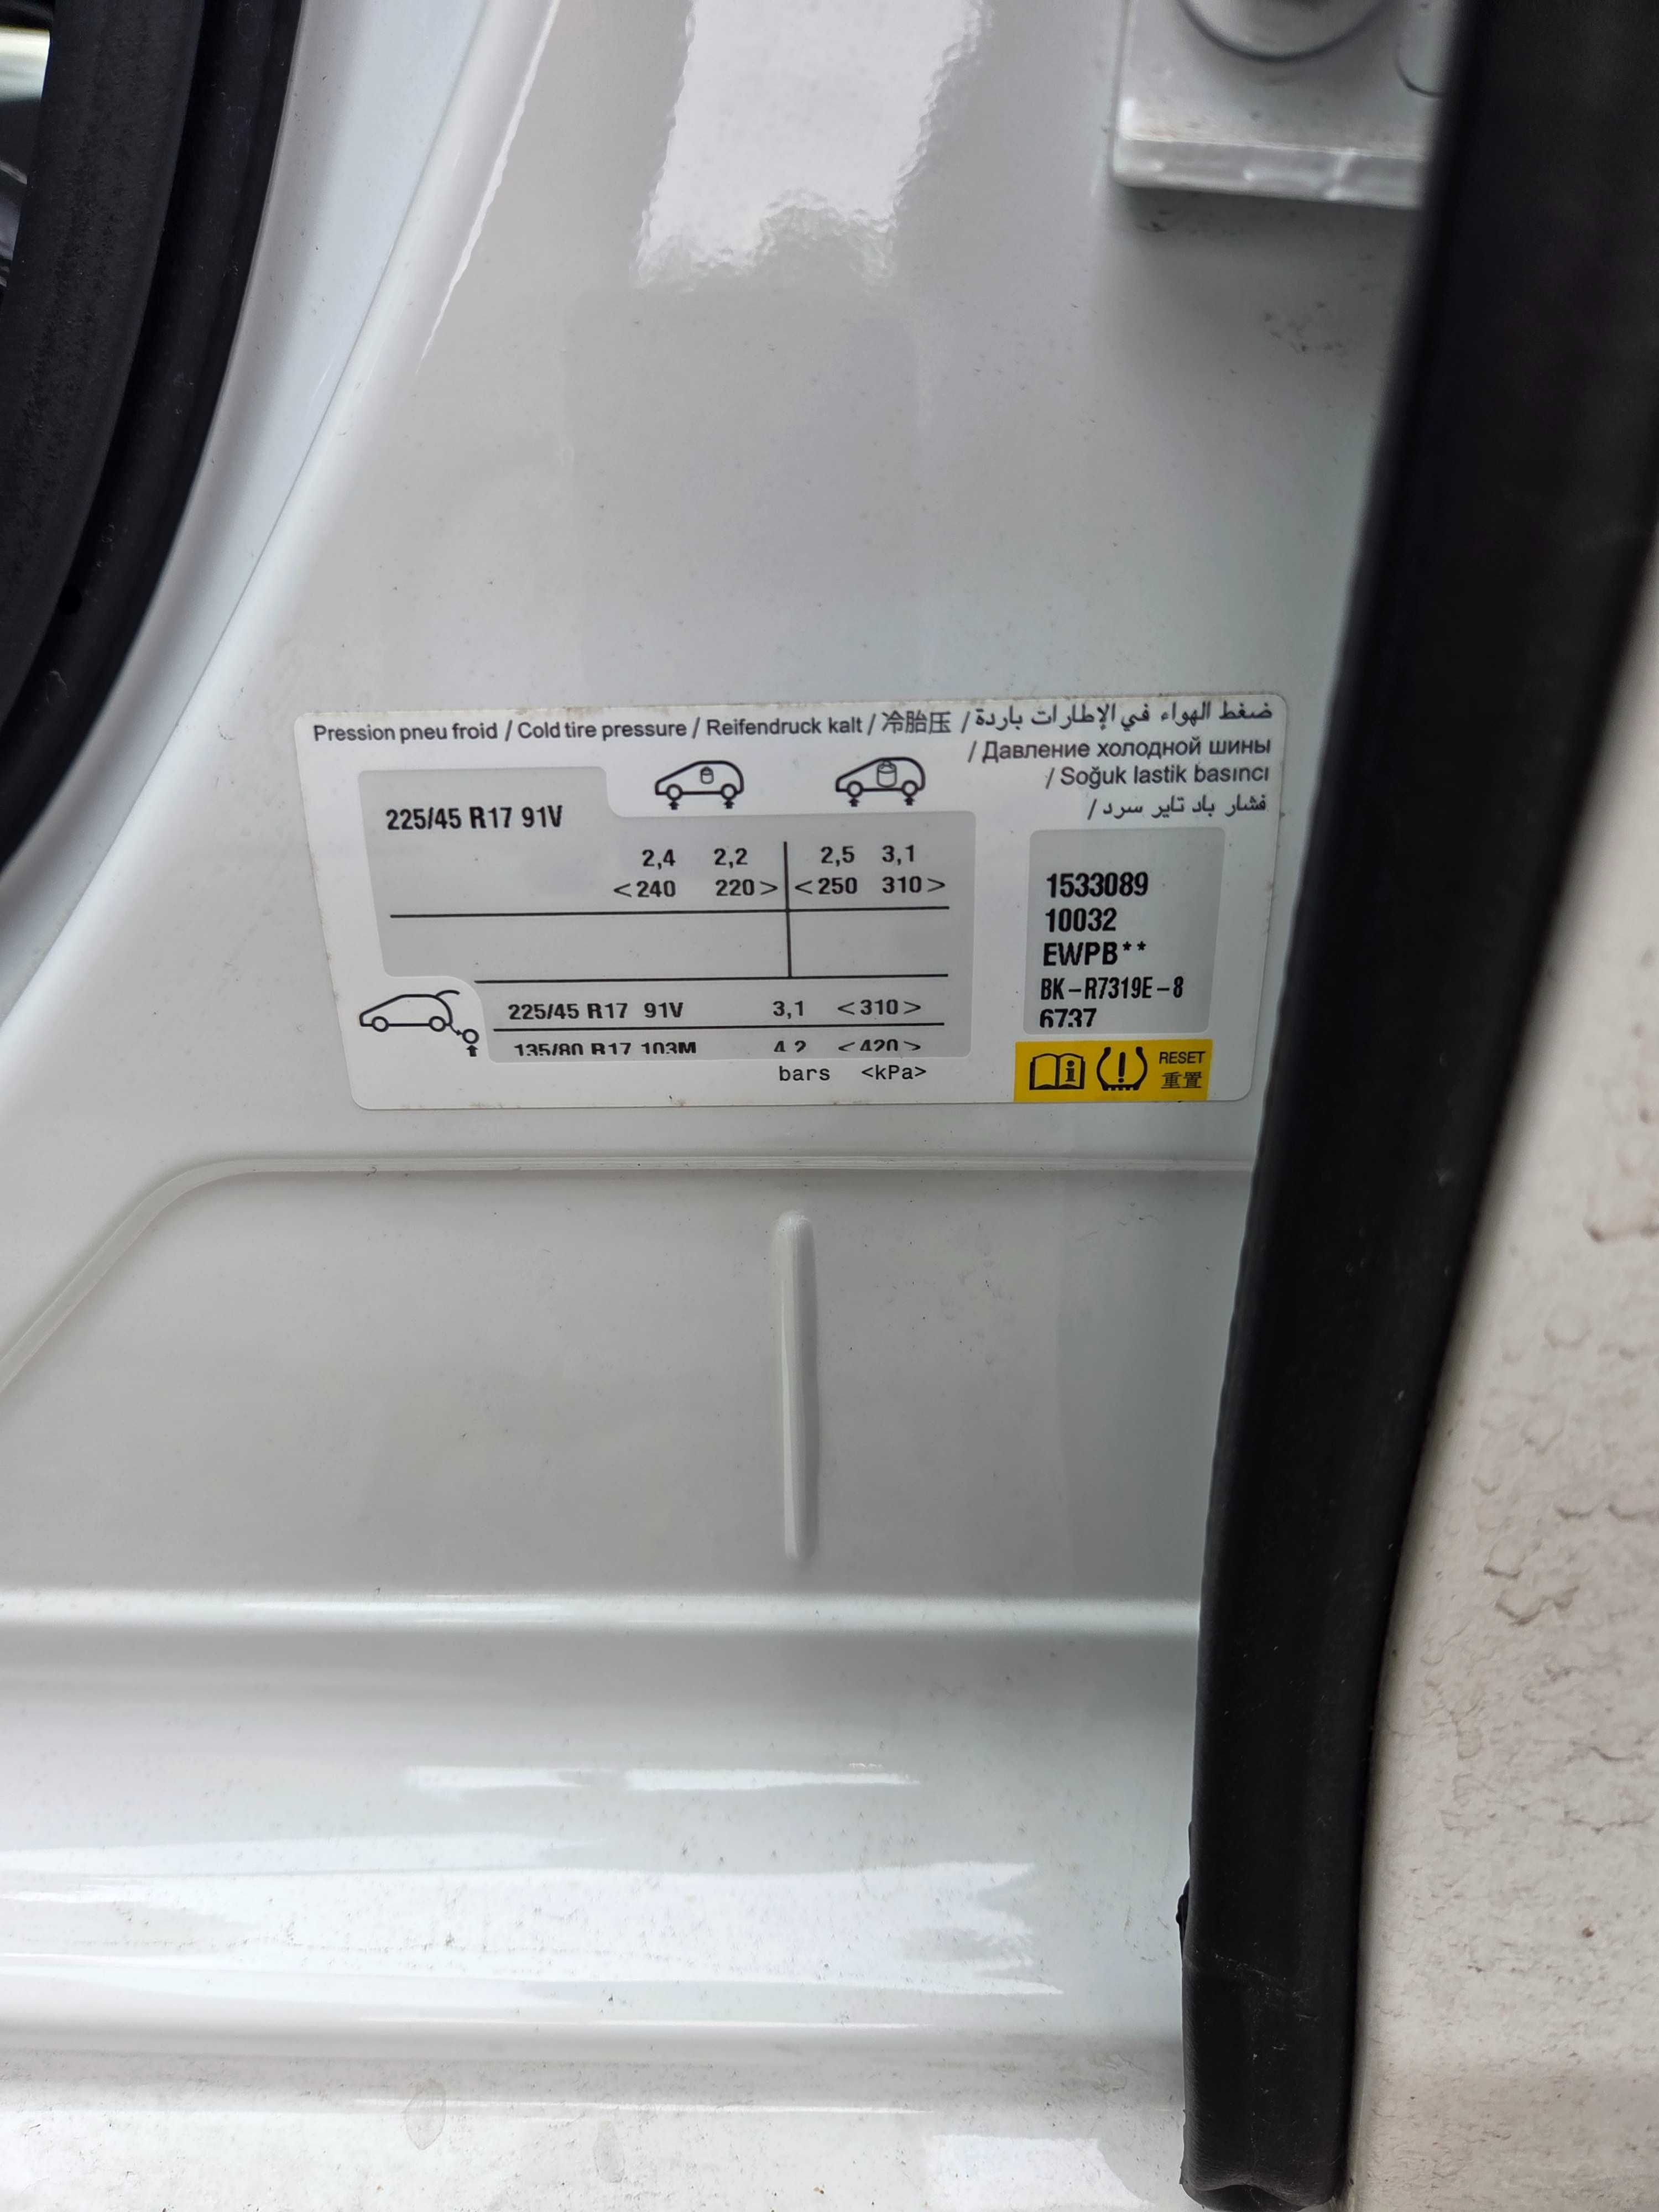 Pression pneu froid / Cold tire pressure / Reifendruck kalt / 冷胎压 / ضغط الهواء في الإطارات باردة
/ Давление холодной шины
/ Soğuk lastik basıncı
/ فشار باد تایر سرد
225/45 R17 91V
2,4 2,2 2,5 3,1
<240 220> <250 310>
225/45 R17 91V 3,1 <310>
135/80 R17 103M 4,2 <420>
bars <kPa>
1533089
10032
EWPB**
BK-R7319E-8
6737
RESET
重置